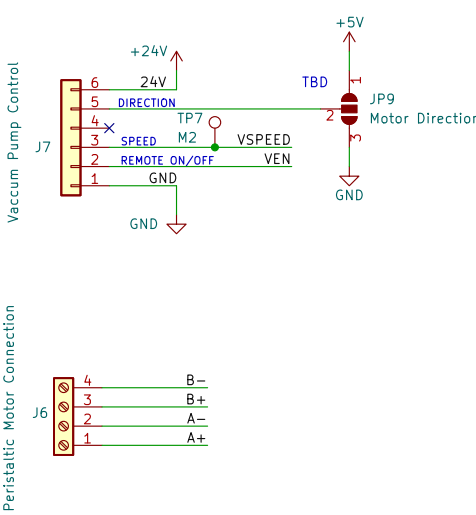 +5V
+24V
TBD
1
JP9
2
Motor Direction
3
GND
Vaccum Pump Control
J7
6
24V
5
DIRECTION
4
3
SPEED
TP7
M2
VSPEED
2
REMOTE ON/OFF
VEN
1
GND
GND
Peristaltic Motor Connection
J6
4
B-
3
B+
2
A-
1
A+